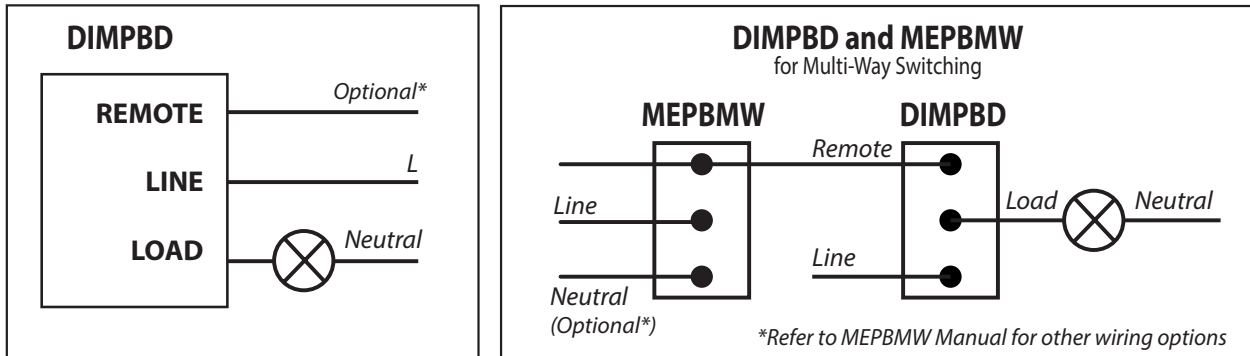 DIMPBD
REMOTE
Optional*
LINE
L
LOAD
Neutral
DIMPBD and MEPBMW
for Multi-Way Switching
MEPBMW
DIMPBD
Remote
Line
Load
Neutral
Line
Neutral
(Optional*)
*Refer to MEPBMW Manual for other wiring options